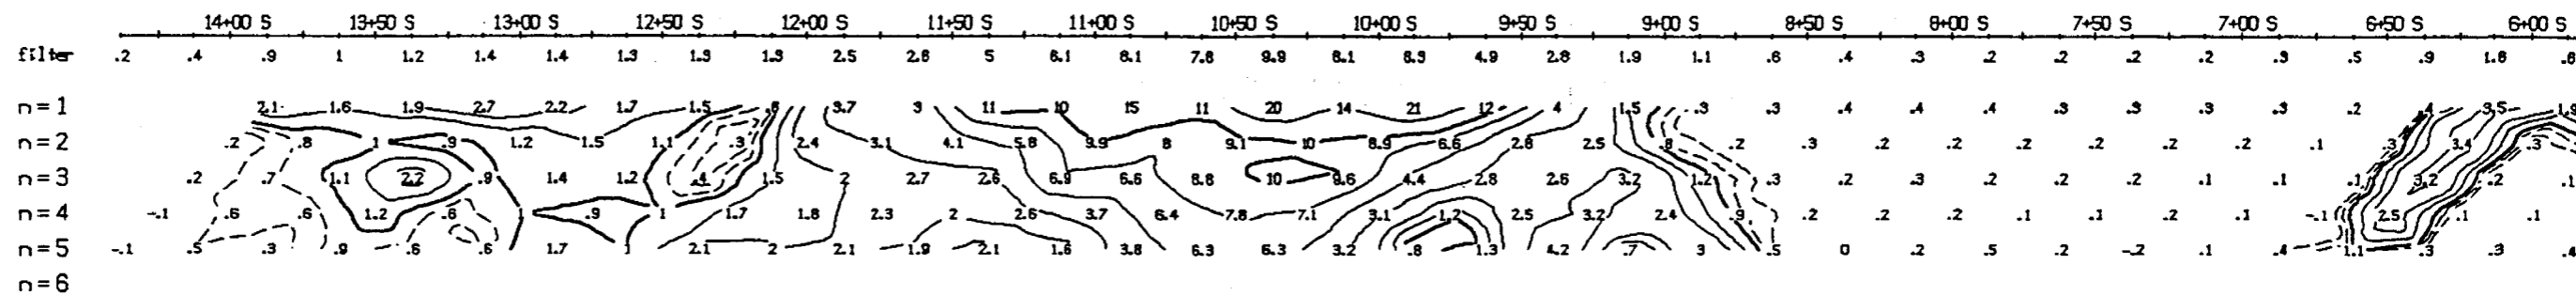 14+00 S 13+50 S 13+00 S 12+50 S 12+00 S 11+50 S 11+00 S 10+50 S 10+00 S 9+50 S 9+00 S 8+50 S 8+00 S 7+50 S 7+00 S 6+50 S 6+00 S
filter .2 .4 .9 1 1.2 1.4 1.4 1.3 1.3 1.9 2.5 2.8 5 6.1 8.1 7.8 9.9 8.1 8.3 4.9 2.8 1.9 1.1 .6 .4 .3 .2 .2 .2 .2 .3 .5 .9 1.8 .8
n=1 2.1 1.6 1.9 2.7 2.2 1.7 1.5 .8 3.7 3 11 10 15 11 20 14 21 12 4 1.5 .3 .3 .4 .4 .4 .3 .3 .3 .3 .2 .4 3.5 1.9
n=2 .2 .8 1 .9 1.2 1.5 1.1 .3 2.4 3.1 4.1 5.8 9.9 8 9.1 10 8.9 6.6 2.8 2.5 .8 .2 .3 .2 .2 .2 .2 .2 .2 .1 .3 3.4 .3
n=3 .2 .7 1.1 2.2 .9 1.4 1.2 .4 1.5 2 2.7 2.6 6.9 6.6 8.8 10 9.6 4.4 2.8 2.6 3.2 1.2 .3 .2 .3 .2 .2 .2 .1 .1 .1 3.2 .2 .1
n=4 -.1 .6 .6 1.2 .6 1 .9 1 1.7 1.8 2.3 2 2.6 3.7 6.4 7.8 7.1 3.1 1.2 2.5 3.2 2.4 .9 .2 .2 .2 .1 .1 .2 .1 -.1 2.5 .1 .1
n=5 -.1 .5 .3 .9 .6 .6 1.7 1 2.1 2 2.1 1.9 2.1 1.6 3.8 6.3 6.3 3.2 .8 1.3 4.2 .7 3 .5 0 .2 .5 .2 -.2 .1 .4 1.1 .3 .3 .4
n=6